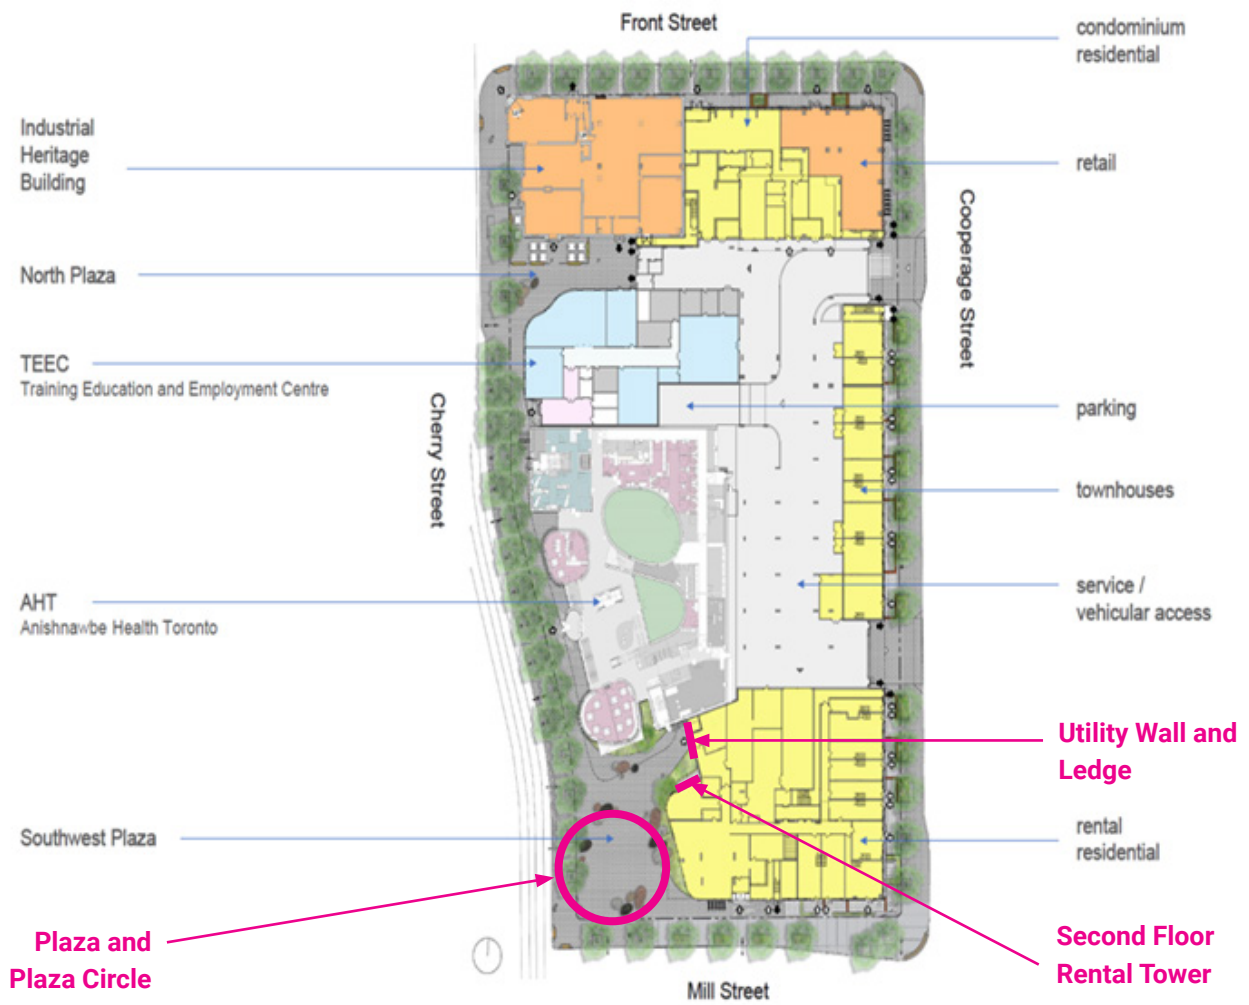 Front Street
condominium
residential
Industrial
Heritage
Building
retail
Cooperage Street
North Plaza
TEEC
Training Education and Employment Centre
Cherry Street
parking
townhouses
service /
vehicular access
AHT
Anishnawbe Health Toronto
Utility Wall and
Ledge
Southwest Plaza
rental
residential
Plaza and
Plaza Circle
Second Floor
Rental Tower
Mill Street